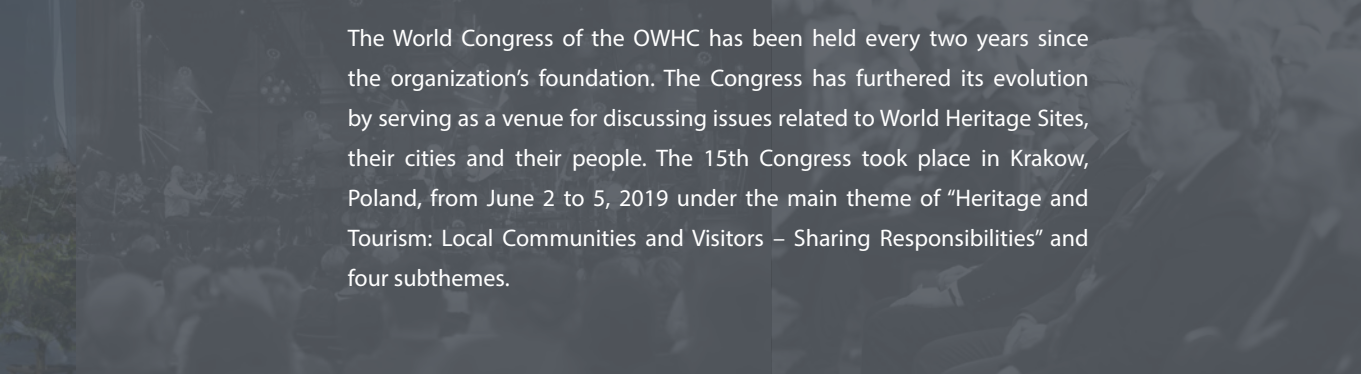 The World Congress of the OWHC has been held every two years since
the organization’s foundation. The Congress has furthered its evolution
by serving as a venue for discussing issues related to World Heritage Sites,
their cities and their people. The 15th Congress took place in Krakow,
Poland, from June 2 to 5, 2019 under the main theme of “Heritage and
Tourism: Local Communities and Visitors – Sharing Responsibilities” and
four subthemes.